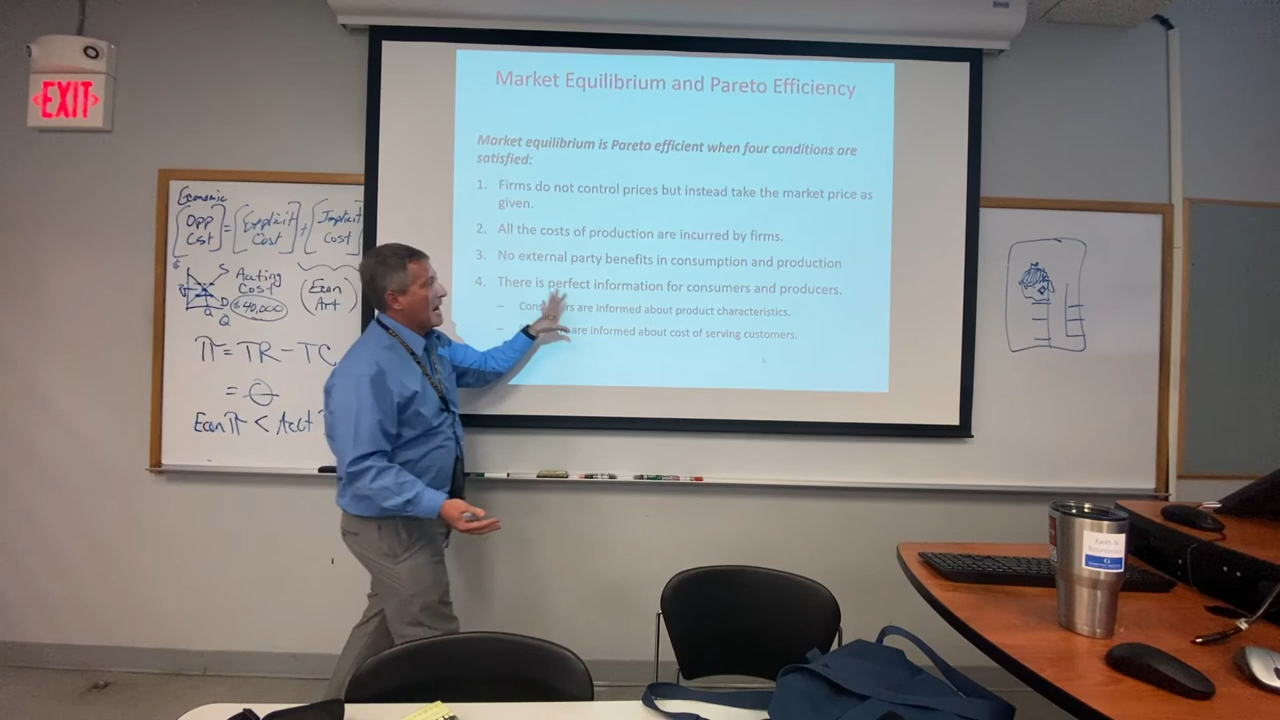 EXIT
Economic
Opp Cst = Explicit Cost + Implicit Cost
$
S
D
Q
Q
Accting Cost
$40,000
(Econ Art)
π = TR - TC
= Θ
Econ π < Acct
Market Equilibrium and Pareto Efficiency
Market equilibrium is Pareto efficient when four conditions are
satisfied:
1. Firms do not control prices but instead take the market price as
given.
2. All the costs of production are incurred by firms.
3. No external party benefits in consumption and production
4. There is perfect information for consumers and producers.
– are informed about product characteristics.
– are informed about cost of serving customers.
Faith &
Economics
G